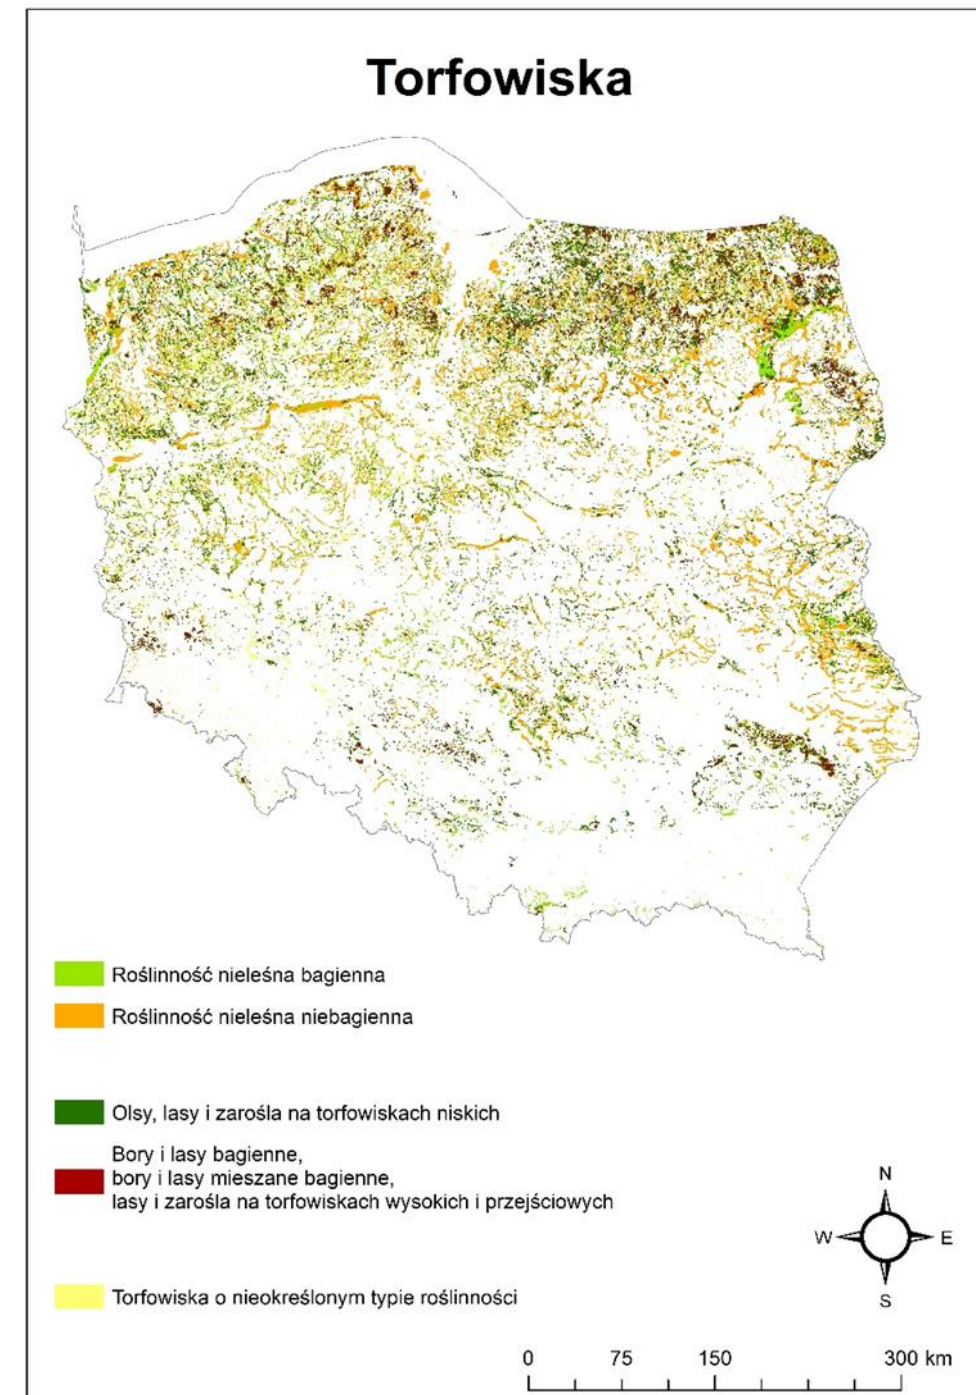 Torfowiska
Roślinność nieleśna bagienna
Roślinność nieleśna niebagienna
Olsy, lasy i zarośla na torfowiskach niskich
Bory i lasy bagienne,
bory i lasy mieszane bagienne,
lasy i zarośla na torfowiskach wysokich i przejściowych
Torfowiska o nieokreślonym typie roślinności
N
W E
S
0 75 150 300 km